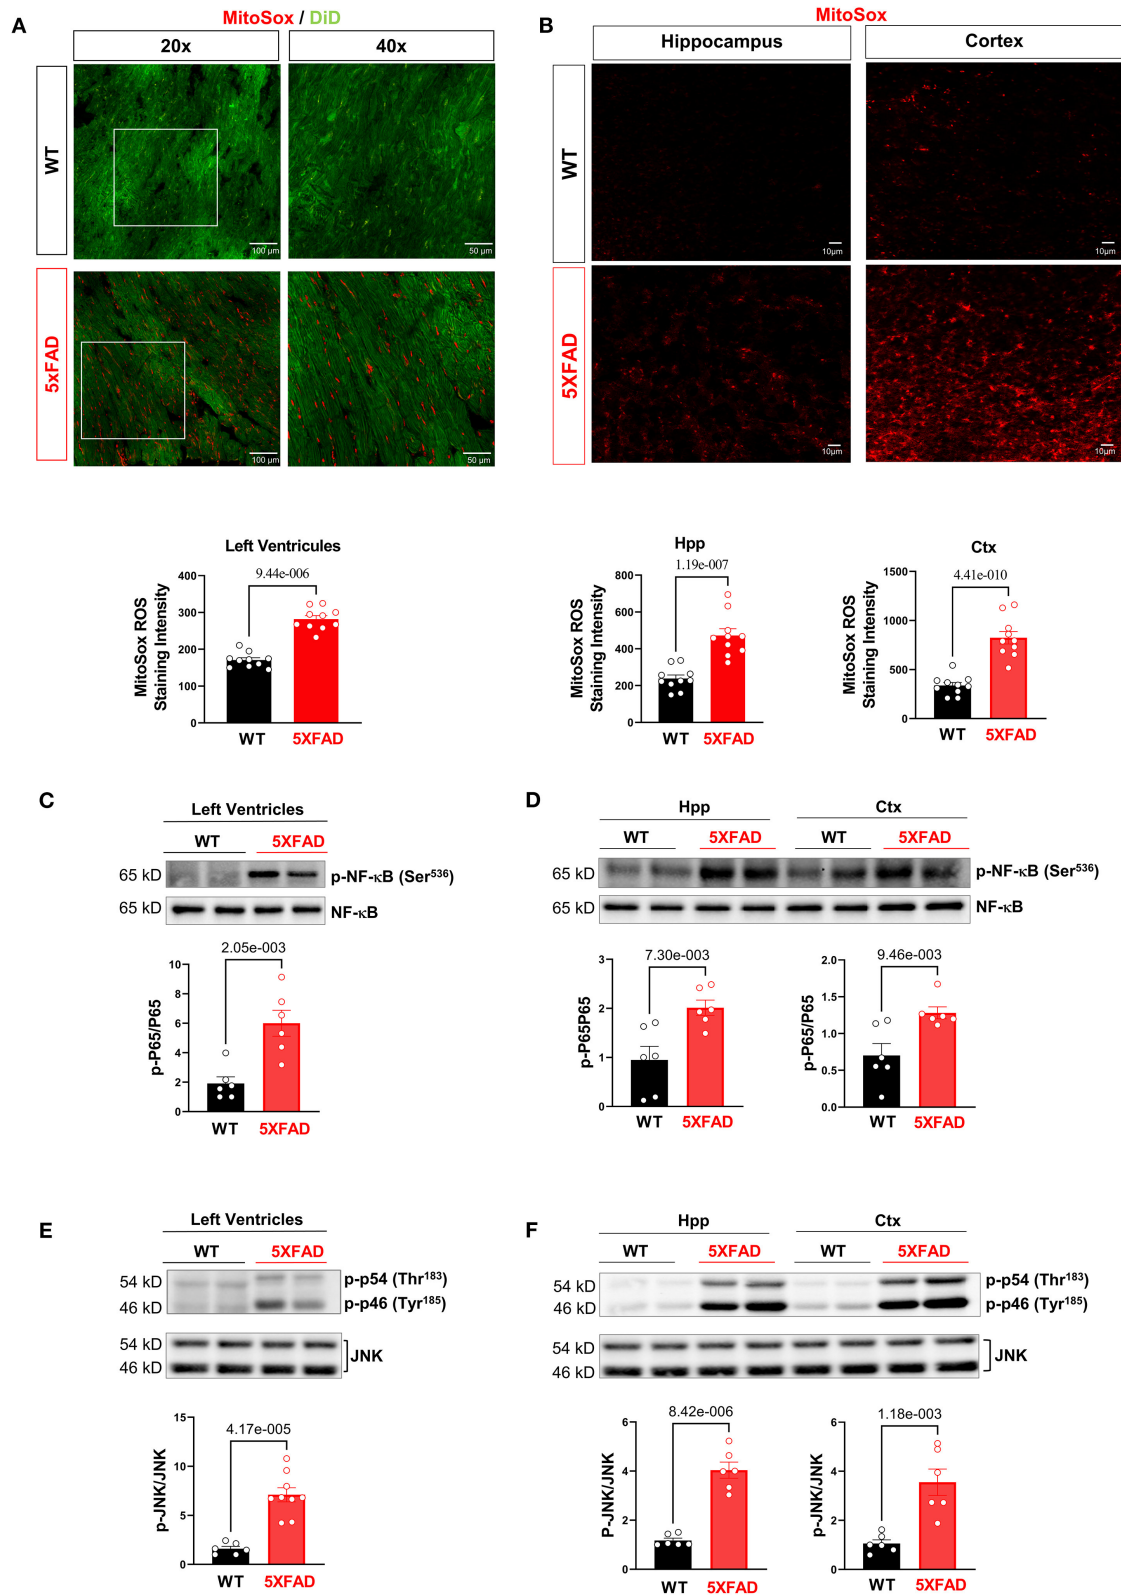 A
MitoSox / DiD
20x
40x
WT
100 µm
50 µm
5xFAD
100 µm
50 µm
B
MitoSox
Hippocampus
Cortex
WT
10µm
10µm
5XFAD
10µm
10µm
Left Ventricules
MitoSox ROS
Staining Intensity
400
300
200
100
0
9.44e-006
WT
5XFAD
Hpp
MitoSox ROS
Staining Intensity
800
600
400
200
0
1.19e-007
WT
5XFAD
Ctx
MitoSox ROS
Staining Intensity
1500
1000
500
0
4.41e-010
WT
5XFAD
C
Left Ventricles
WT
5XFAD
65 kD
p-NF-κB (Ser536)
65 kD
NF-κB
2.05e-003
p-P65/P65
10
8
6
4
2
0
WT
5XFAD
D
Hpp
Ctx
WT
5XFAD
WT
5XFAD
65 kD
p-NF-κB (Ser536)
65 kD
NF-κB
7.30e-003
p-P65P65
3
2
1
0
WT
5XFAD
9.46e-003
p-P65/P65
2.0
1.5
1.0
0.5
0.0
WT
5XFAD
E
Left Ventricles
WT
5XFAD
54 kD
p-p54 (Thr183)
46 kD
p-p46 (Tyr185)
54 kD
46 kD
JNK
4.17e-005
p-JNK/JNK
15
10
5
0
WT
5XFAD
F
Hpp
Ctx
WT
5XFAD
WT
5XFAD
54 kD
p-p54 (Thr183)
46 kD
p-p46 (Tyr185)
54 kD
46 kD
JNK
8.42e-006
P-JNK/JNK
6
4
2
0
WT
5XFAD
1.18e-003
p-JNK/JNK
6
4
2
0
WT
5XFAD